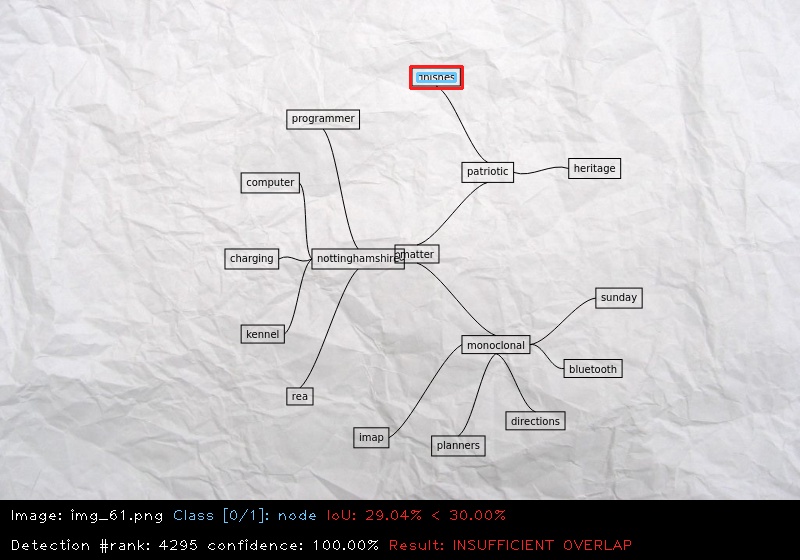 programmer
patriotic
heritage
computer
matter
nottinghamshire
charging
sunday
kennel
monoclonal
bluetooth
rea
directions
imap
planners
Image: img_61.png Class [0/1]: node IoU: 29.04% < 30.00%
Detection #rank: 4295 confidence: 100.00% Result: INSUFFICIENT OVERLAP